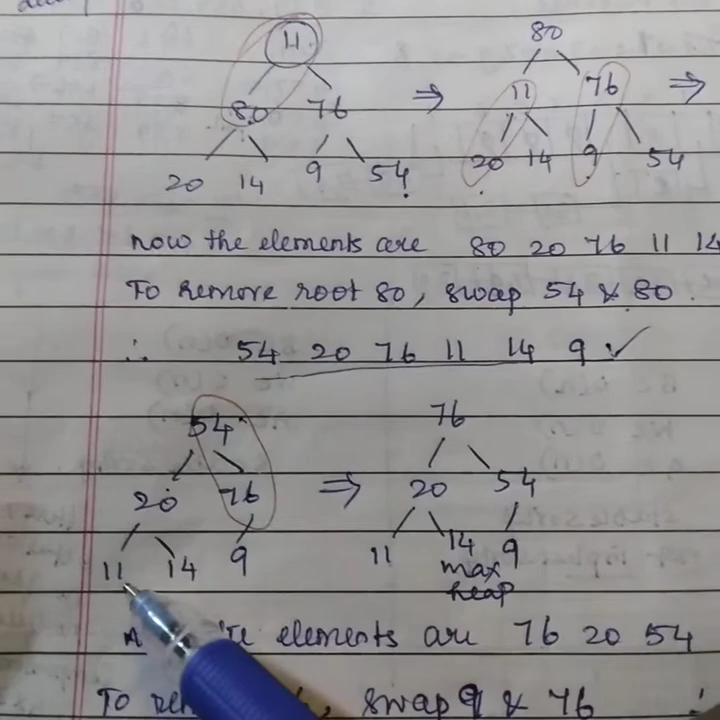 11
80
80 76 ⇒ 11 76 ⇒
20 14 9 54 20 14 9 54
now the elements are 80 20 76 11 14
To remove root 80, swap 54 & 80.
∴ 54 20 76 11 14 9 ✓
54 76
20 76 ⇒ 20 54
11 14 9 11 14 9
max
heap
elements are 76 20 54
To swap 9 & 76 ∴